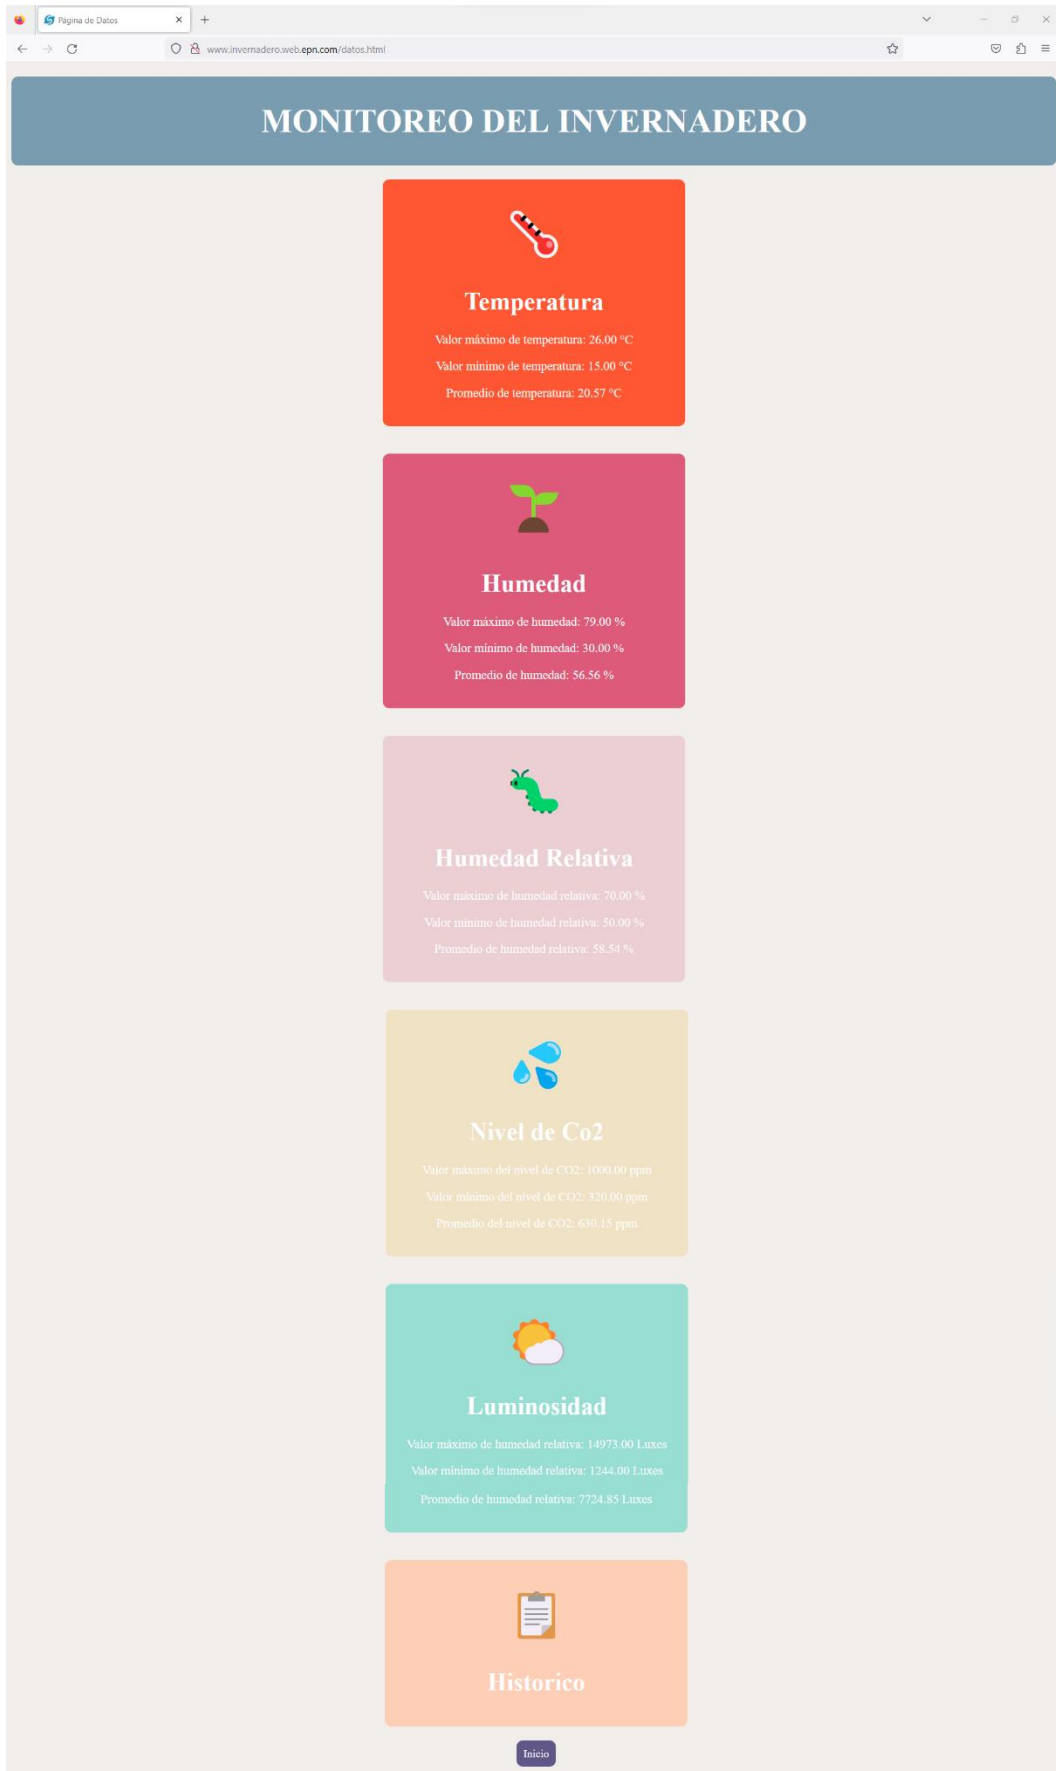 Página de Datos
www.invernadero.web.epn.com/datos.html
MONITOREO DEL INVERNADERO
Temperatura
Valor máximo de temperatura: 26.00 °C
Valor mínimo de temperatura: 15.00 °C
Promedio de temperatura: 20.57 °C
Humedad
Valor máximo de humedad: 79.00 %
Valor mínimo de humedad: 30.00 %
Promedio de humedad: 56.56 %
Humedad Relativa
Valor máximo de humedad relativa: 70.00 %
Valor mínimo de humedad relativa: 50.00 %
Promedio de humedad relativa: 58.54 %
Nivel de Co2
Valor máximo del nivel de CO2: 1000.00 ppm
Valor mínimo del nivel de CO2: 320.00 ppm
Promedio del nivel de CO2: 630.15 ppm
Luminosidad
Valor máximo de humedad relativa: 14973.00 Luxes
Valor mínimo de humedad relativa: 1244.00 Luxes
Promedio de humedad relativa: 7724.85 Luxes
Historico
Inicio